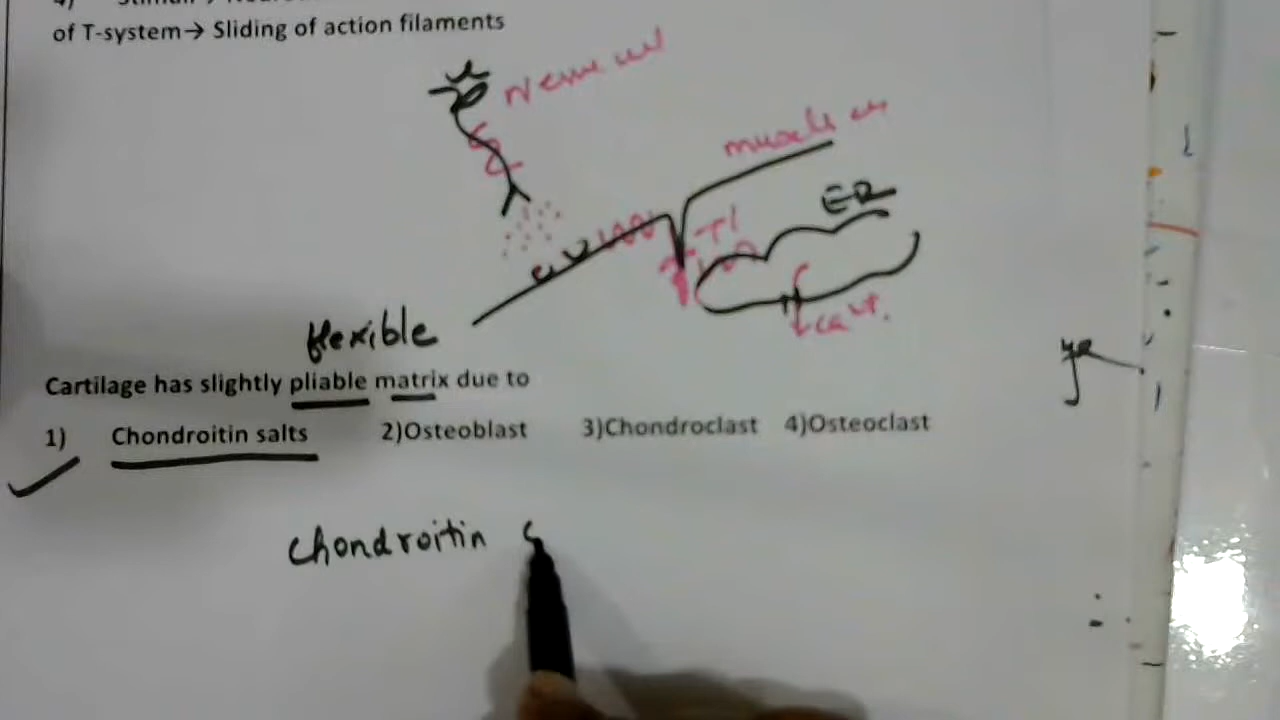 of T-system→ Sliding of action filaments
Nerve
muscle
ER
T
flexible
Cartilage has slightly pliable matrix due to
1) Chondroitin salts 2)Osteoblast 3)Chondroclast 4)Osteoclast
chondroitin S